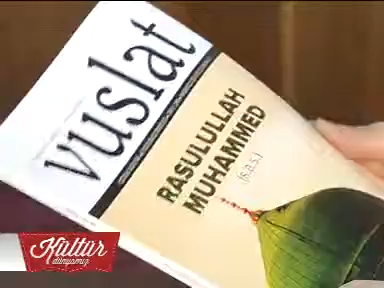 vuslat
RASULULLAH
MUHAMMED
(s.a.s.)
Kültür
dünyamız